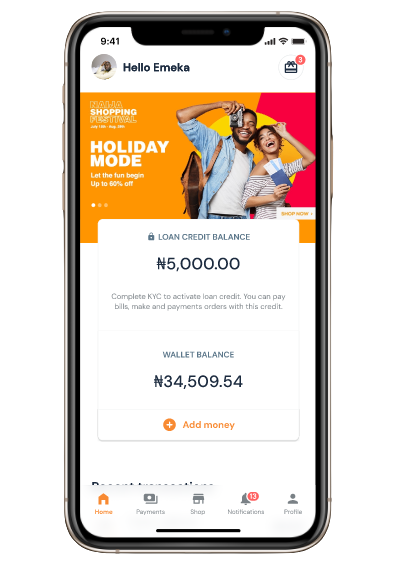 9:41
Hello Emeka
3
NAIJA
SHOPPING
FESTIVAL
July 15th - Aug. 28th
HOLIDAY
MODE
Let the fun begin
Up to 60% off
SHOP NOW ›
LOAN CREDIT BALANCE
₦5,000.00
Complete KYC to activate loan credit. You can pay
bills, make and payments orders with this credit.
WALLET BALANCE
₦34,509.54
Add money
Recent transactions
13
Home
Payments
Shop
Notifications
Profile